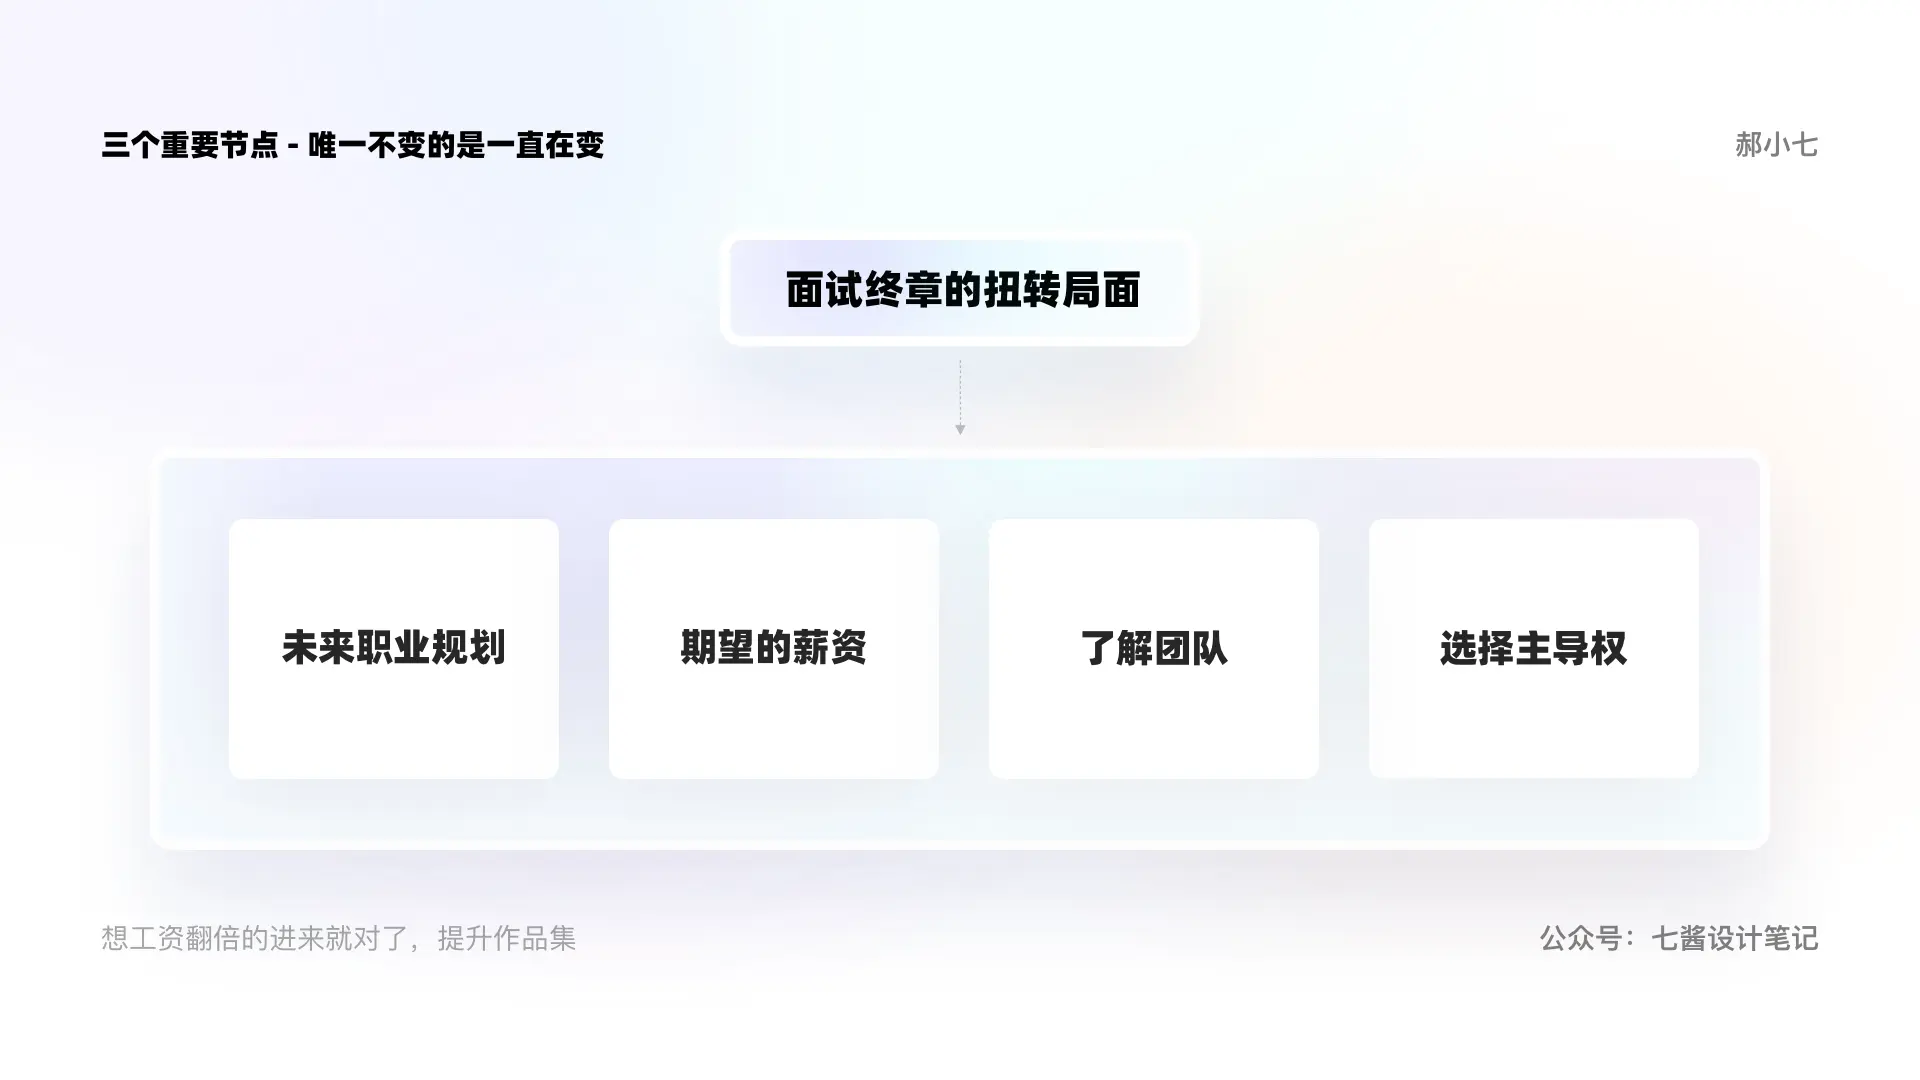 三个重要节点 - 唯一不变的是一直在变
郝小七
面试终章的扭转局面
未来职业规划
期望的薪资
了解团队
选择主导权
想工资翻倍的进来就对了，提升作品集
公众号：七酱设计笔记